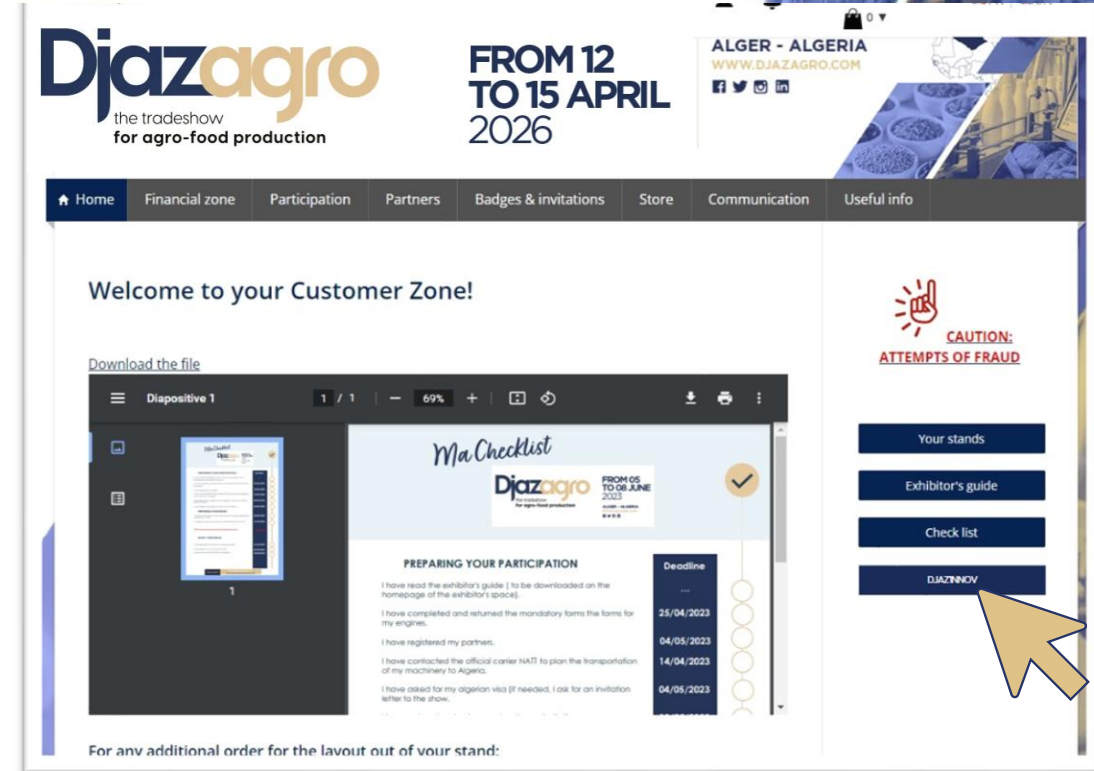 0 ▼
Djazagro
the tradeshow
for agro-food production
FROM 12
TO 15 APRIL
2026
ALGER - ALGERIA
WWW.DJAZAGRO.COM
Home Financial zone Participation Partners Badges & invitations Store Communication Useful info
Welcome to your Customer Zone!
Download the file
Diapositive 1 1 / 1 69%
1
Ma Checklist
Djazagro
the tradeshow
for agro-food production
FROM 05
TO 08 JUNE
2023
ALGER - ALGERIA
PREPARING YOUR PARTICIPATION
Deadline
I have read the exhibitor's guide ( to be downloaded on the
homepage of the exhibitor's space).
...
I have completed and returned the mandatory forms the forms for
my engines.
25/04/2023
I have registered my partners.
04/05/2023
I have contacted the official carrier NATT to plan the transportation
of my machinery to Algeria.
14/04/2023
I have asked for my algerian visa (if needed, I ask for an invitation
letter to the show.
04/05/2023
For any additional order for the layout out of your stand:
CAUTION:
ATTEMPTS OF FRAUD
Your stands
Exhibitor's guide
Check list
DJAZ'INNOV